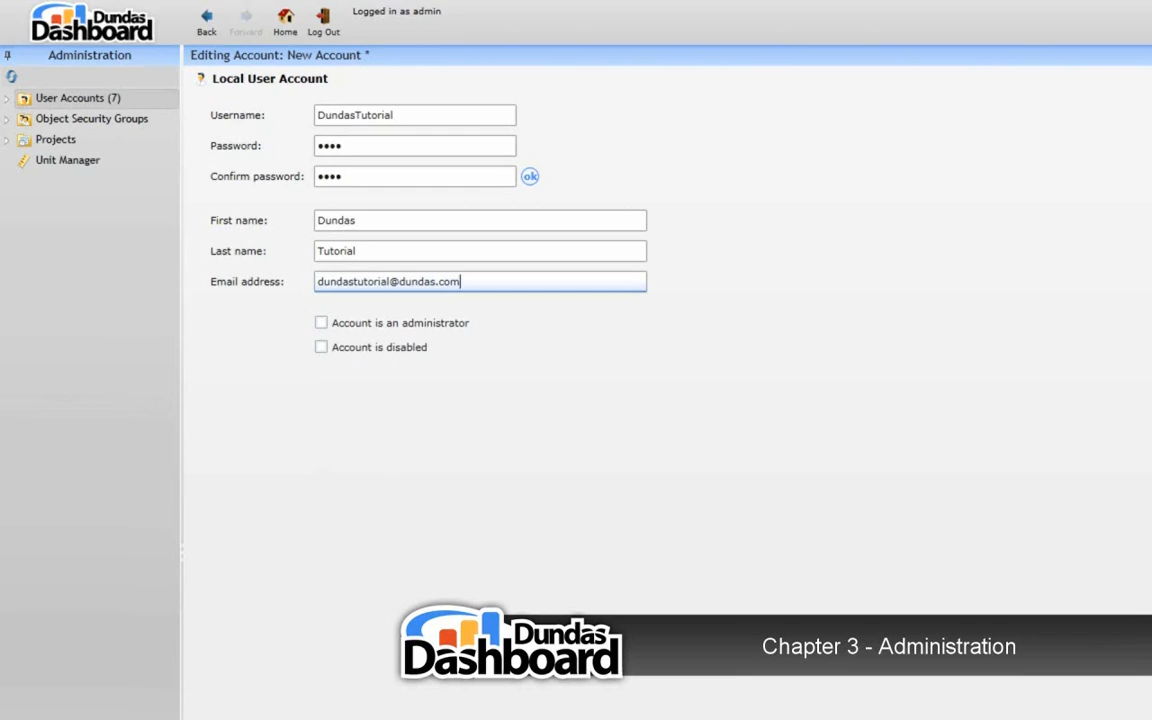 Dundas
Dashboard
Back
Forward
Home
Log Out
Logged in as admin
Administration
Editing Account: New Account *
Local User Account
User Accounts (7)
Object Security Groups
Projects
Unit Manager
Username:
DundasTutorial
Password:
••••
Confirm password:
••••
ok
First name:
Dundas
Last name:
Tutorial
Email address:
dundastutorial@dundas.com
Account is an administrator
Account is disabled
Dundas
Dashboard
Chapter 3 - Administration